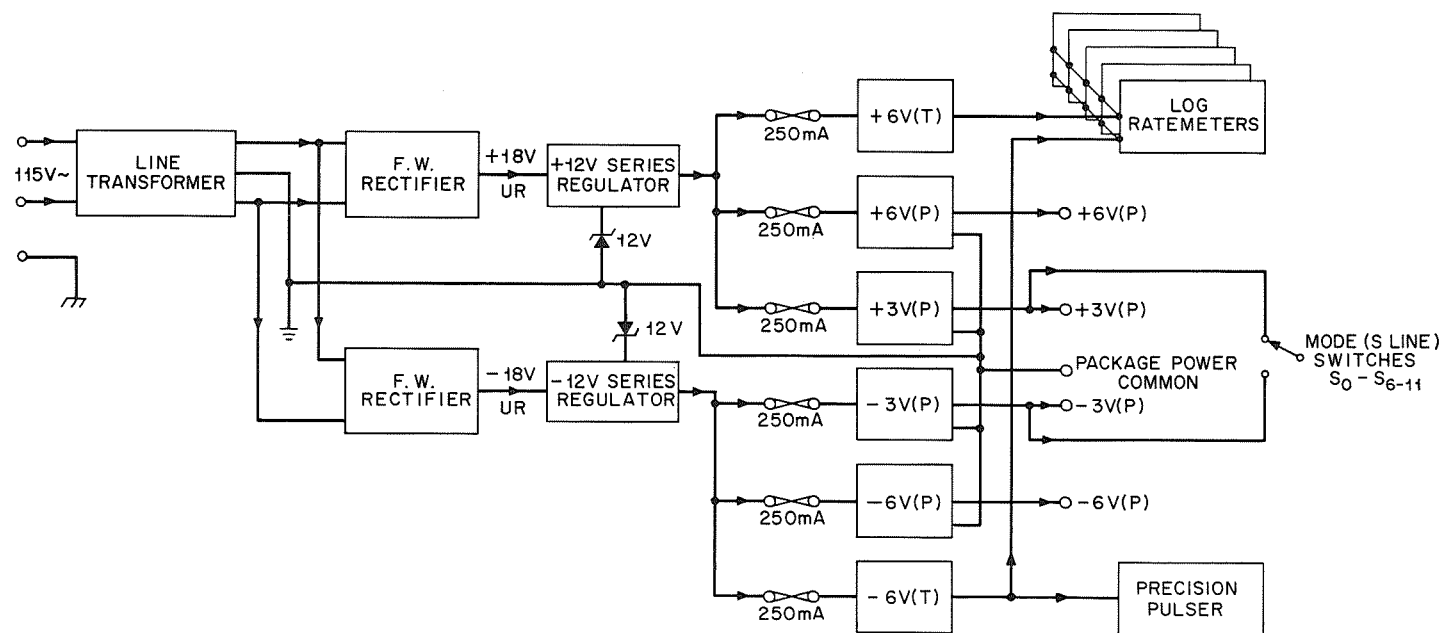 115V~
LINE
TRANSFORMER
F. W.
RECTIFIER
+18V
UR
+12V SERIES
REGULATOR
12V
250mA
+6V(T)
LOG
RATEMETERS
250mA
+6V(P)
+6V(P)
250mA
+3V(P)
+3V(P)
MODE (S LINE)
SWITCHES
S0 - S6-11
PACKAGE POWER
COMMON
F. W.
RECTIFIER
-18V
UR
12V
-12V SERIES
REGULATOR
250mA
-3V(P)
-3V(P)
250mA
-6V(P)
-6V(P)
250mA
-6V(T)
PRECISION
PULSER